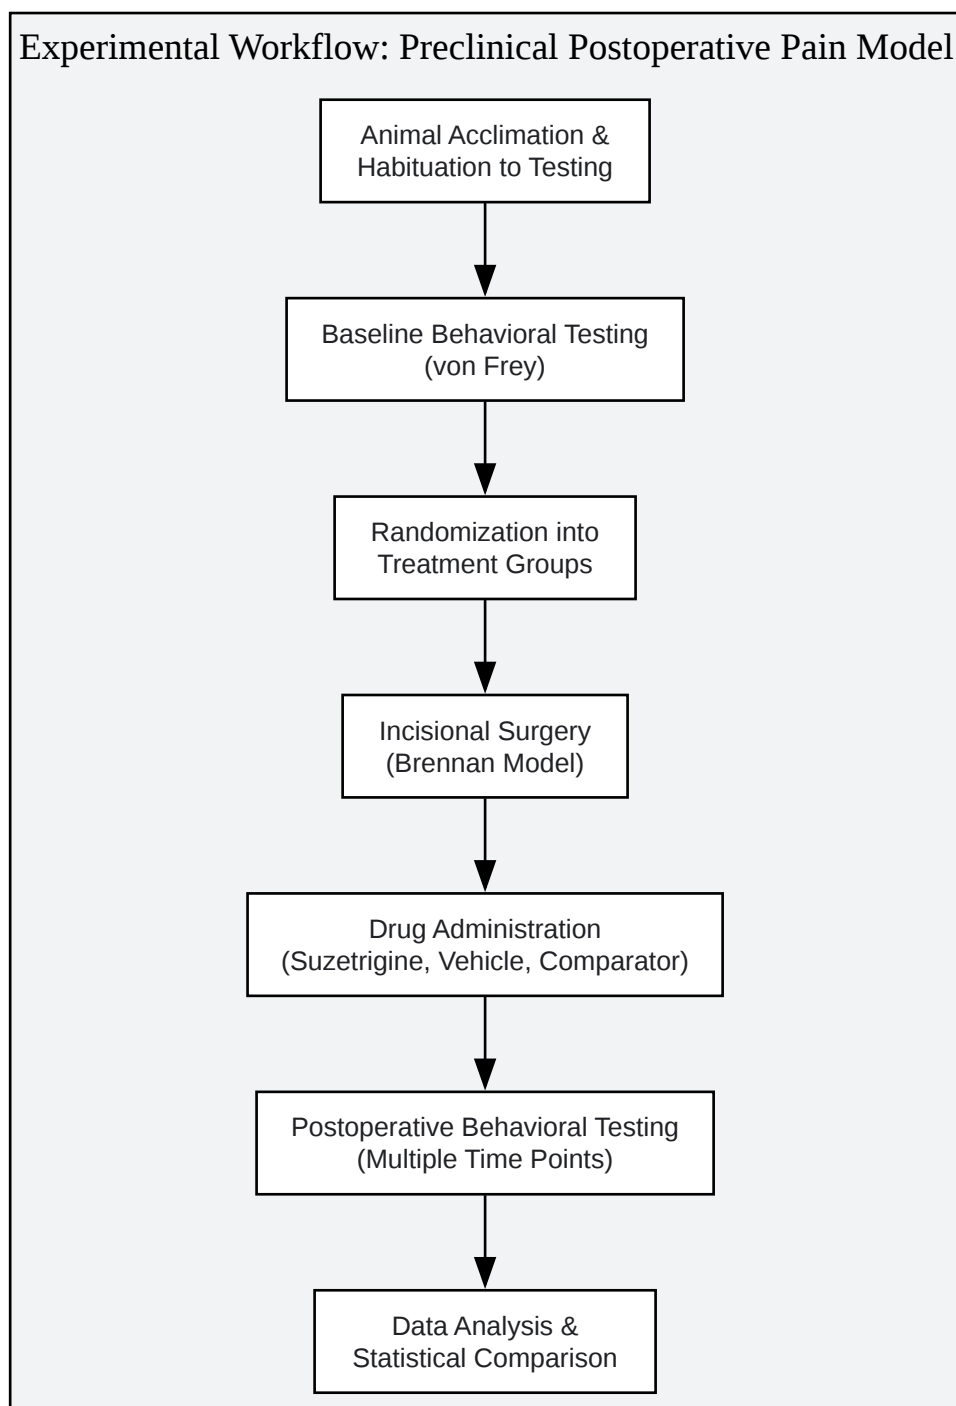 Experimental Workflow: Preclinical Postoperative Pain Model
Animal Acclimation &
Habituation to Testing
Baseline Behavioral Testing
(von Frey)
Randomization into
Treatment Groups
Incisional Surgery
(Brennan Model)
Drug Administration
(Suzetrigine, Vehicle, Comparator)
Postoperative Behavioral Testing
(Multiple Time Points)
Data Analysis &
Statistical Comparison